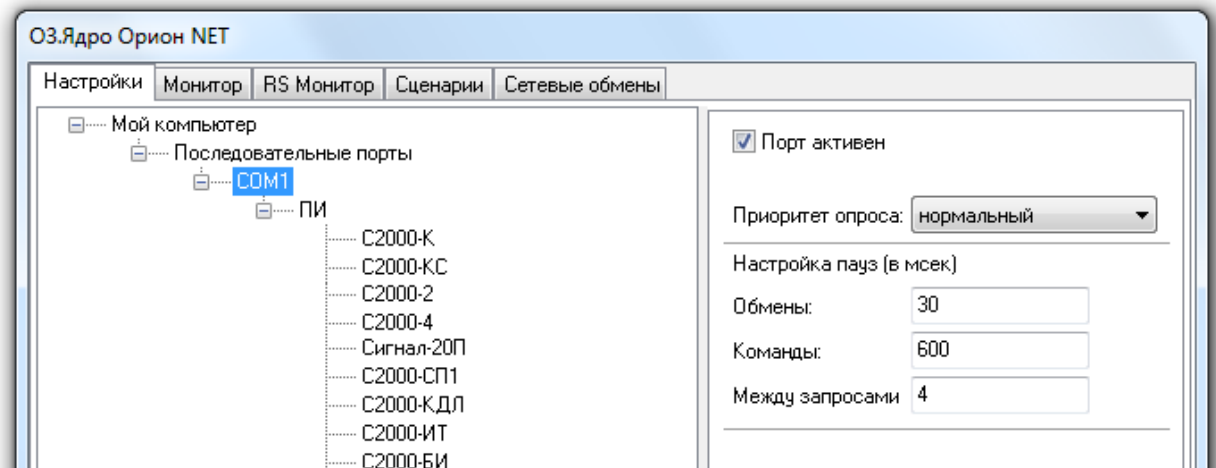 ОЗ.Ядро Орион NET
Настройки Монитор RS Монитор Сценарии Сетевые обмены
Мой компьютер
Последовательные порты
COM1
ПИ
С2000-К
С2000-КС
С2000-2
С2000-4
Сигнал-20П
С2000-СП1
С2000-КДЛ
С2000-ИТ
С2000-БИ
Порт активен
Приоритет опроса: нормальный
Настройка пауз (в мсек)
Обмены: 30
Команды: 600
Между запросами 4